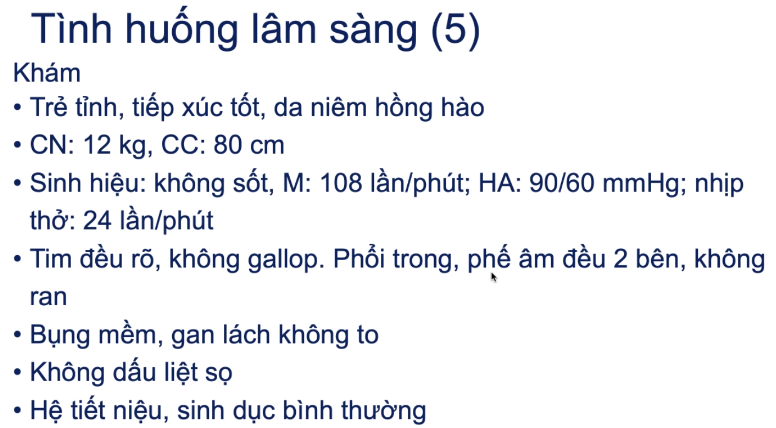 Tình huống lâm sàng (5)
Khám
• Trẻ tỉnh, tiếp xúc tốt, da niêm hồng hào
• CN: 12 kg, CC: 80 cm
• Sinh hiệu: không sốt, M: 108 lần/phút; HA: 90/60 mmHg; nhịp
thở: 24 lần/phút
• Tim đều rõ, không gallop. Phổi trong, phế âm đều 2 bên, không
ran
• Bụng mềm, gan lách không to
• Không dấu liệt sọ
• Hệ tiết niệu, sinh dục bình thường